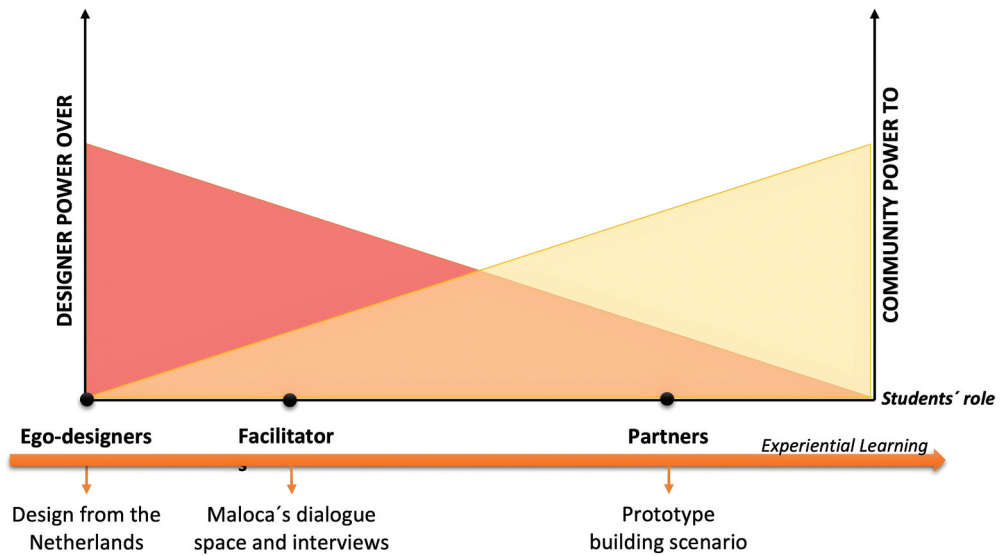 DESIGNER POWER OVER
COMMUNITY POWER TO
Students´ role
Ego-designers
Facilitator
s
Partners
Experiential Learning
Design from the
Netherlands
Maloca´s dialogue
space and interviews
Prototype
building scenario